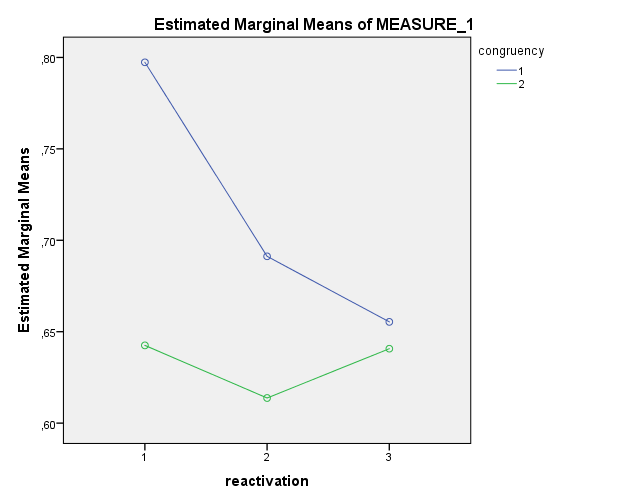 Estimated Marginal Means of MEASURE_1
congruency
1
2
Estimated Marginal Means
,80
,75
,70
,65
,60
1 2 3
reactivation